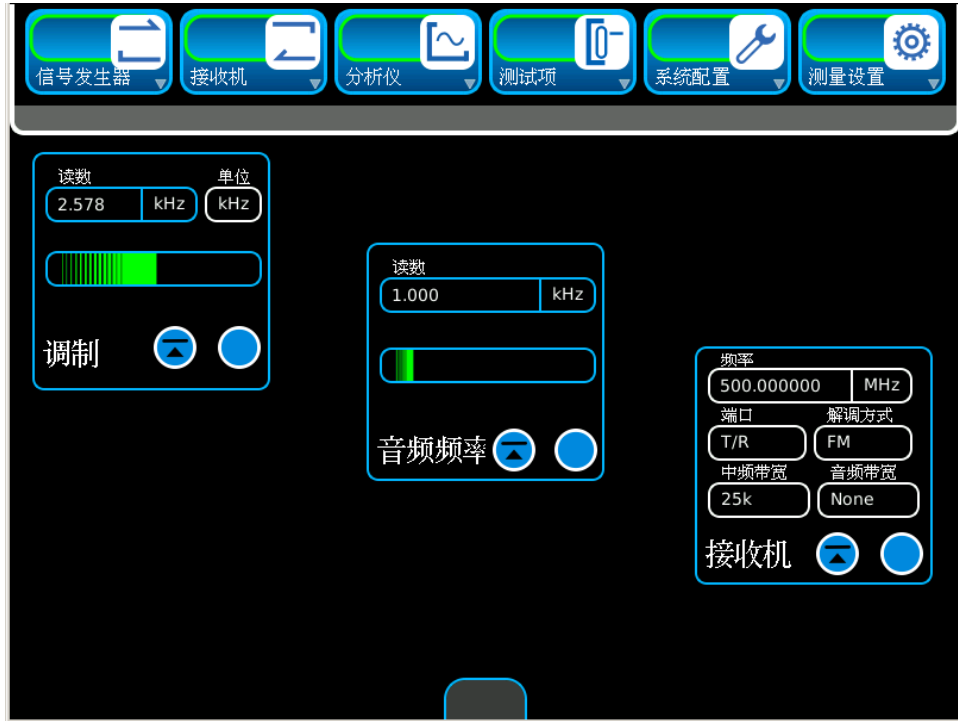 信号发生器
接收机
分析仪
测试项
系统配置
测量设置
读数 单位
2.578 kHz kHz
调制
读数
1.000 kHz
音频频率
频率
500.000000 MHz
端口 解调方式
T/R FM
中频带宽 音频带宽
25k None
接收机